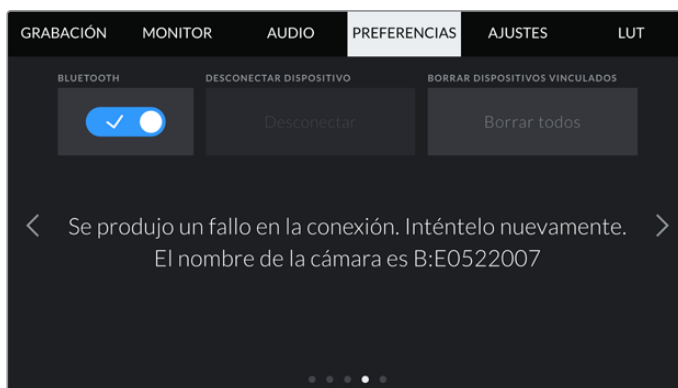 GRABACIÓN MONITOR AUDIO PREFERENCIAS AJUSTES LUT
BLUETOOTH DESCONECTAR DISPOSITIVO BORRAR DISPOSITIVOS VINCULADOS
Desconectar Borrar todos
Se produjo un fallo en la conexión. Inténtelo nuevamente.
El nombre de la cámara es B:E0522007